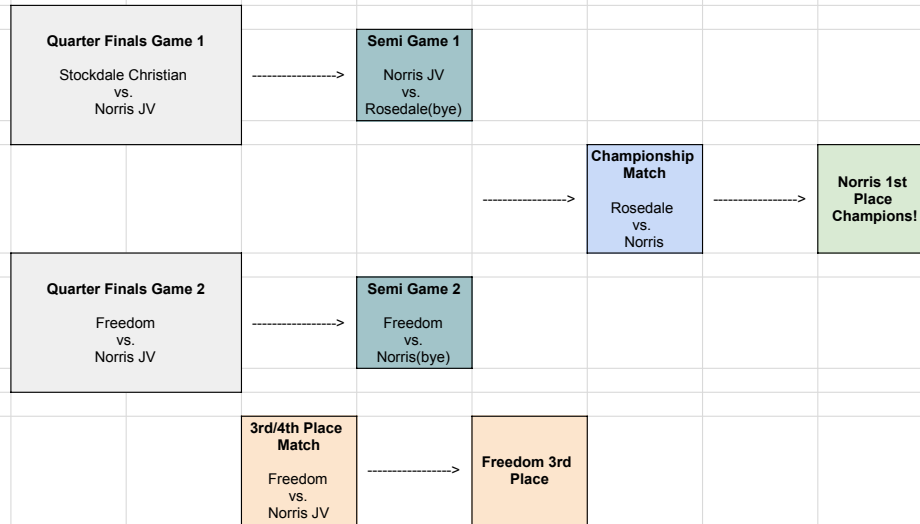 Quarter Finals Game 1
Stockdale Christian
vs.
Norris JV
----------------->
Semi Game 1
Norris JV
vs.
Rosedale(bye)
----------------->
Championship
Match
Rosedale
vs.
Norris
----------------->
Norris 1st
Place
Champions!
Quarter Finals Game 2
Freedom
vs.
Norris JV
----------------->
Semi Game 2
Freedom
vs.
Norris(bye)
3rd/4th Place
Match
Freedom
vs.
Norris JV
----------------->
Freedom 3rd
Place